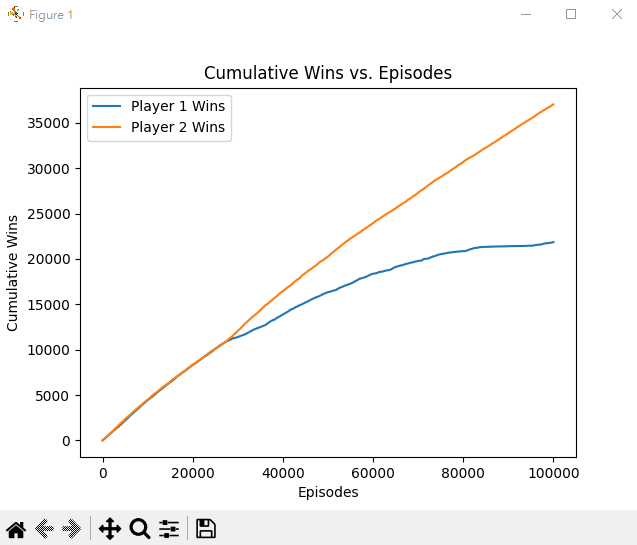 Figure 1
Cumulative Wins vs. Episodes
Player 1 Wins
Player 2 Wins
35000
30000
25000
20000
15000
10000
5000
0
Cumulative Wins
0 20000 40000 60000 80000 100000
Episodes